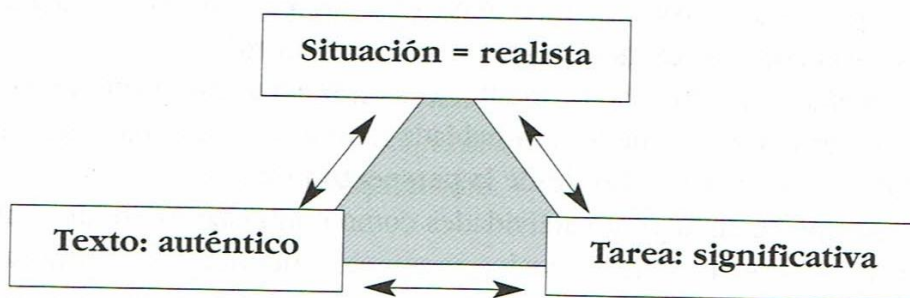 Situación = realista
Texto: auténtico
Tarea: significativa